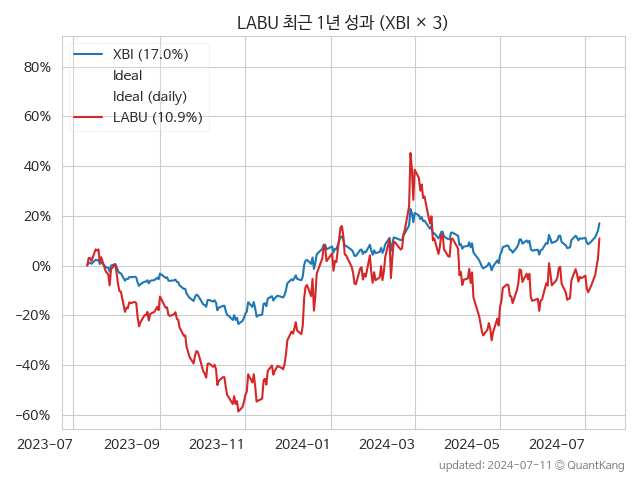 LABU 최근 1년 성과 (XBI × 3)
XBI (17.0%)
Ideal
Ideal (daily)
LABU (10.9%)
80%
60%
40%
20%
0%
−20%
−40%
−60%
2023-07 2023-09 2023-11 2024-01 2024-03 2024-05 2024-07
updated: 2024-07-11 © QuantKang